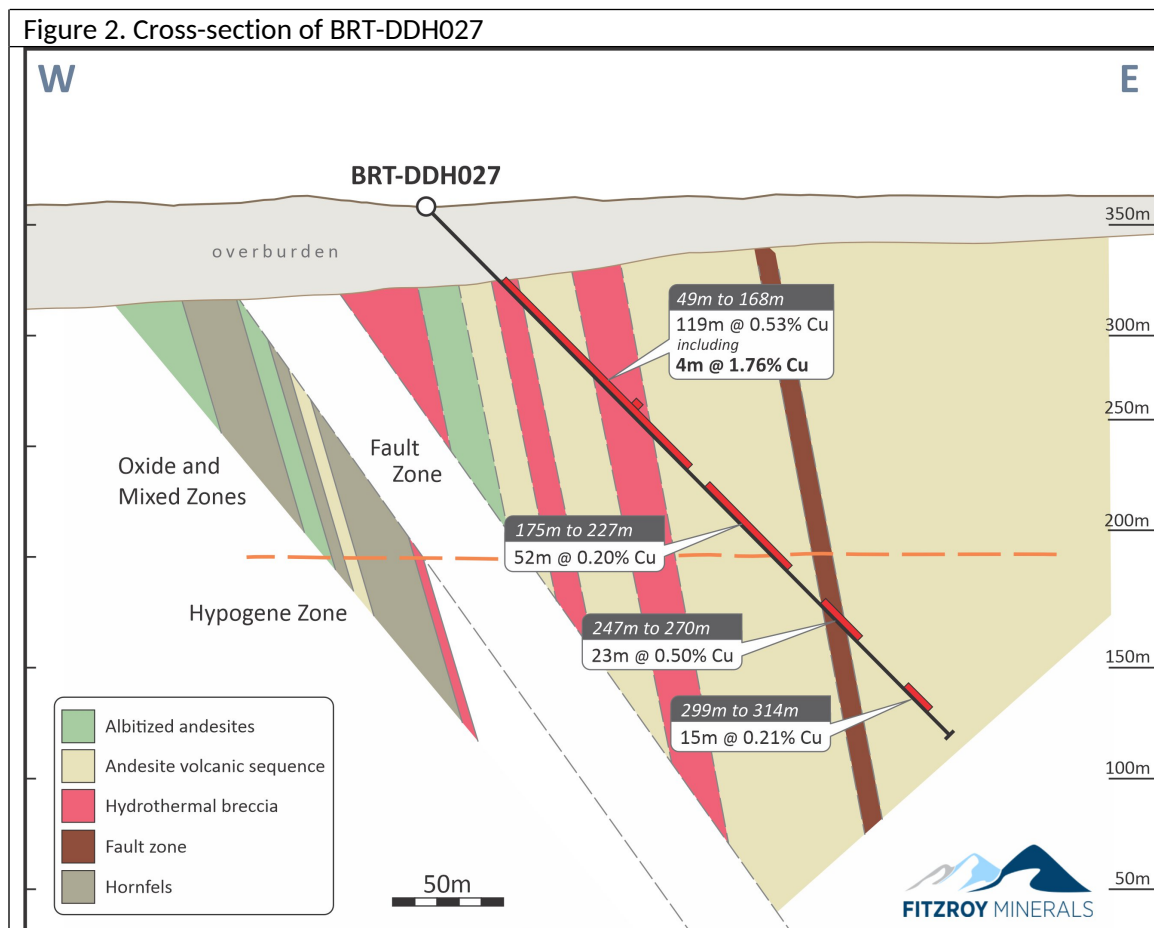 Figure 2. Cross-section of BRT-DDH027
W
E
BRT-DDH027
350m
overburden
49m to 168m
119m @ 0.53% Cu
including
4m @ 1.76% Cu
300m
250m
Fault
Zone
Oxide and
Mixed Zones
200m
175m to 227m
52m @ 0.20% Cu
Hypogene Zone
247m to 270m
23m @ 0.50% Cu
150m
299m to 314m
15m @ 0.21% Cu
100m
Albitized andesites
Andesite volcanic sequence
Hydrothermal breccia
Fault zone
Hornfels
50m
50m
FITZROY MINERALS